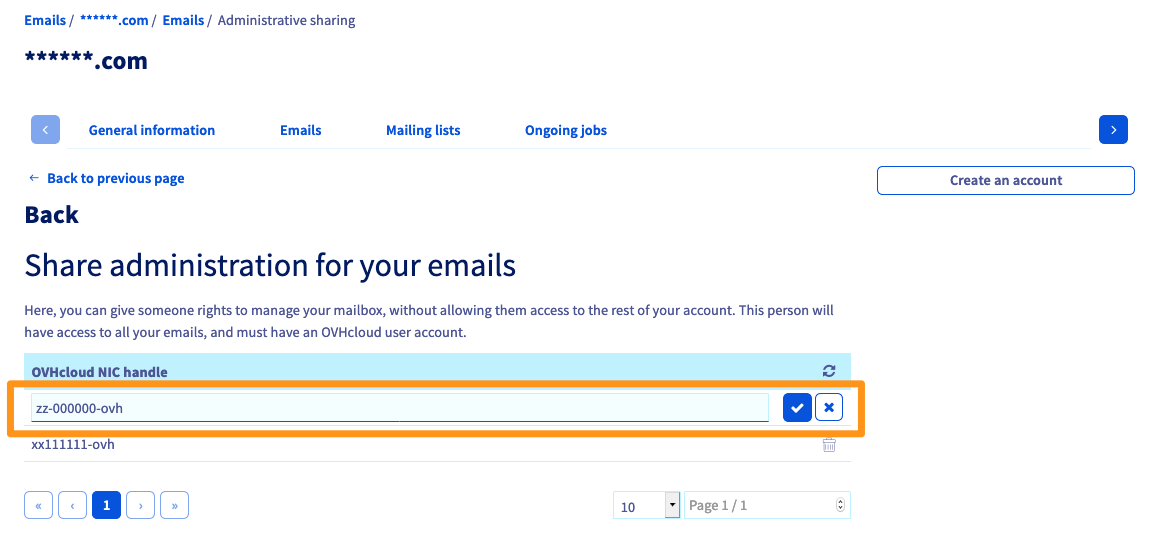 Emails / ******.com / Emails / Administrative sharing
******.com
General information Emails Mailing lists Ongoing jobs
← Back to previous page
Create an account
Back
Share administration for your emails
Here, you can give someone rights to manage your mailbox, without allowing them access to the rest of your account. This person will
have access to all your emails, and must have an OVHcloud user account.
OVHcloud NIC handle
zz-000000-ovh
xx111111-ovh
« ‹ 1 › » 10 Page 1 / 1